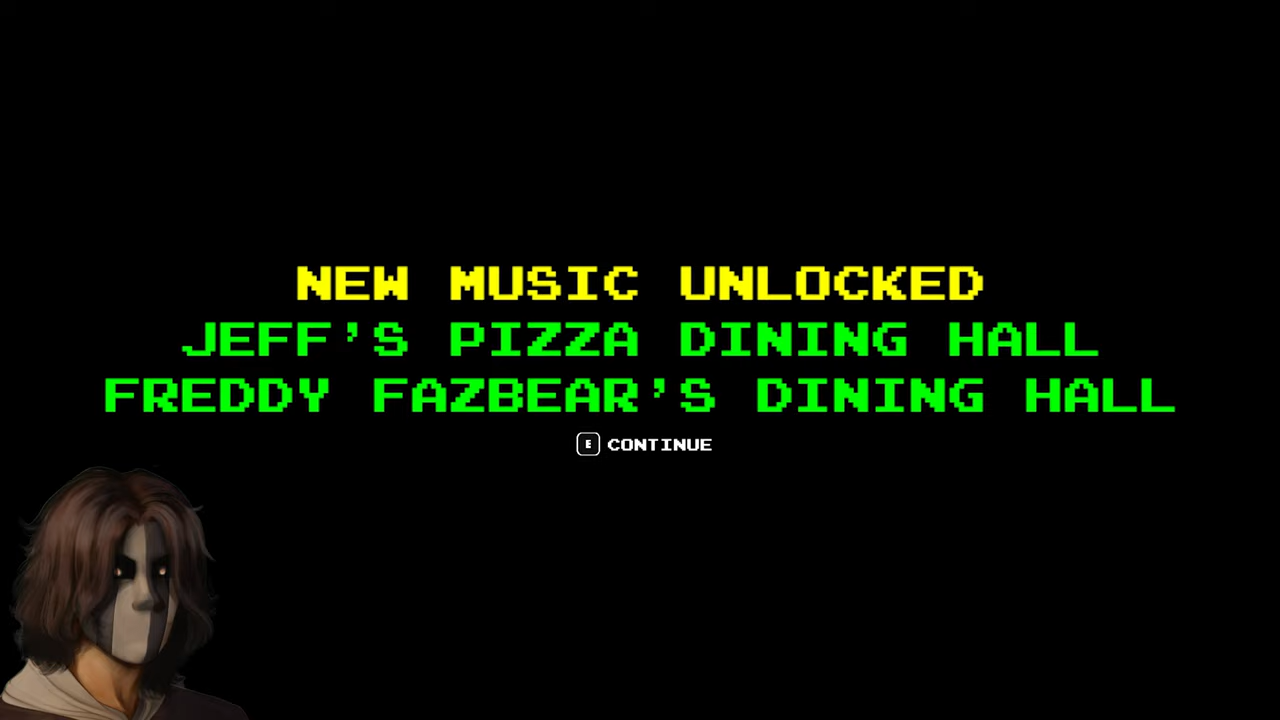 NEW MUSIC UNLOCKED
JEFF'S PIZZA DINING HALL
FREDDY FAZBEAR'S DINING HALL
E CONTINUE